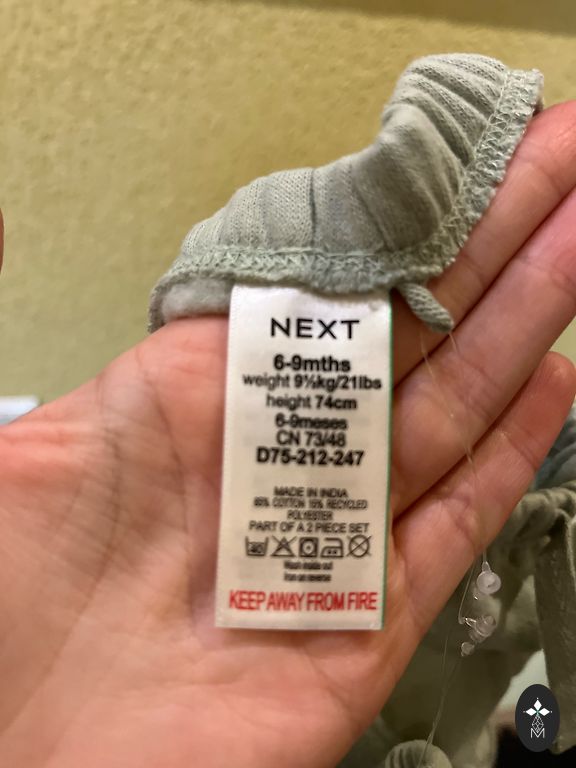 NEXT
6-9mths
weight 9½kg/21lbs
height 74cm
6-9meses
CN 73/48
D75-212-247
MADE IN INDIA
85% COTTON 15% RECYCLED
POLYESTER
PART OF A 2 PIECE SET
40
Wash inside out
Iron on reverse
KEEP AWAY FROM FIRE
M